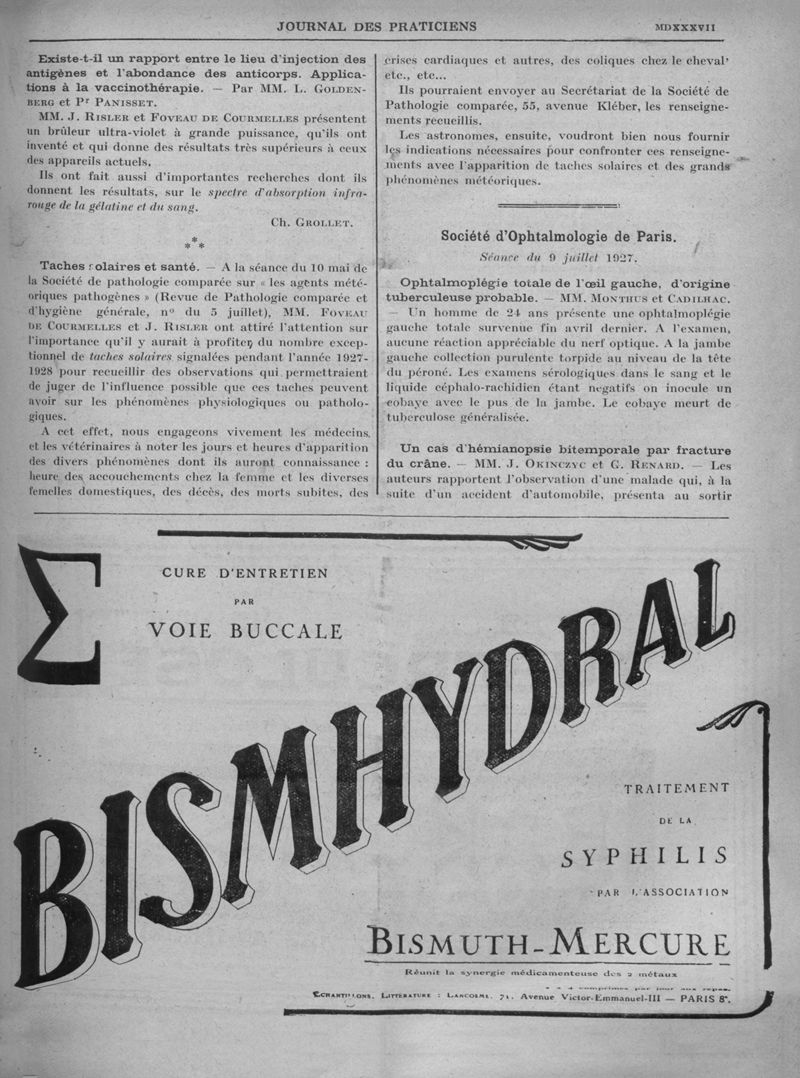 JOURNAL DES PRATICIENS
MDXXXVII
Existe-t-il un rapport entre le lieu d'injection des
antigènes et l'abondance des anticorps. Applica-
tions à la vaccinothérapie. — Par MM. L. GOLDEN-
BERG et Pr PANISSET.
MM. J. RISLER et FOVEAU DE COURMELLES présentent
un brûleur ultra-violet à grande puissance, qu'ils ont
inventé et qui donne des résultats très supérieurs à ceux
des appareils actuels,
Ils ont fait aussi d'importantes recherches dont ils
donnent les résultats, sur le spectre d'absorption infra-
rouge de la gélatine et du sang.
Ch. GROLLET.
***
Taches solaires et santé. — A la séance du 10 mai de
la Société de pathologie comparée sur « les agents mété-
oriques pathogènes » (Revue de Pathologie comparée et
d'hygiène générale, no du 5 juillet), MM. FOVEAU
DE COURMELLES et J. RISLER ont attiré l'attention sur
l'importance qu'il y aurait à profiter du nombre excep-
tionnel de taches solaires signalées pendant l'année 1927-
1928 pour recueillir des observations qui permettraient
de juger de l'influence possible que ces taches peuvent
avoir sur les phénomènes physiologiques ou patholo-
giques.
A cet effet, nous engageons vivement les médecins,
et les vétérinaires à noter les jours et heures d'apparition
des divers phénomènes dont ils auront connaissance :
heure des accouchements chez la femme et les diverses
femelles domestiques, des décès, des morts subites, des
crises cardiaques et autres, des coliques chez le cheval'
etc., etc...
Ils pourraient envoyer au Secrétariat de la Société de
Pathologie comparée, 55, avenue Kléber, les renseigne-
ments recueillis.
Les astronomes, ensuite, voudront bien nous fournir
les indications nécessaires pour confronter ces renseigne-
ments avec l'apparition de taches solaires et des grands
phénomènes météoriques.
Société d'Ophtalmologie de Paris.
Séance du 9 juillet 1927.
Ophtalmoplégie totale de l'œil gauche, d'origine
tuberculeuse probable. — MM. MONTHUS et CADILHAC.
— Un homme de 24 ans présente une ophtalmoplégie
gauche totale survenue fin avril dernier. A l'examen,
aucune réaction appréciable du nerf optique. A la jambe
gauche collection purulente torpide au niveau de la tête
du péroné. Les examens sérologiques dans le sang et le
liquide céphalo-rachidien étant negatifs on inocule un
cobaye avec le pus de la jambe. Le cobaye meurt de
tuberculose généralisée.
Un cas d'hémianopsie bitemporale par fracture
du crâne. — MM. J. OKINCZYC et G. RENARD. — Les
auteurs rapportent l'observation d'une malade qui, à la
suite d'un accident d'automobile, présenta au sortir
Σ
CURE D'ENTRETIEN
PAR
VOIE BUCCALE
BISMHYDRAL
TRAITEMENT
DE LA
SYPHILIS
PAR L'ASSOCIATION
BISMUTH-MERCURE
Réunit la synergie médicamenteuse des 2 métaux
4 comprimés par jour aux repas.
ECHANTILLONS, LITTÉRATURE : LANCOSME, 71, Avenue Victor-Emmanuel-III — PARIS 8e.